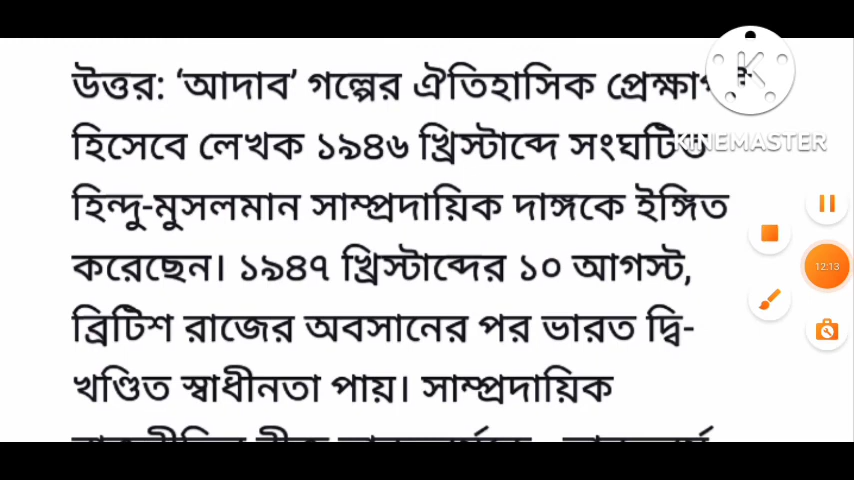 উত্তর: 'আদাব' গল্পের ঐতিহাসিক
KINEMASTER
হিসেবে লেখক ১৯৪৬ খ্রিস্টাব্দে সংঘটিত
হিন্দু-মুসলমান সাম্প্রদায়িক দাঙ্গকে ইঙ্গিত
করেছেন। ১৯৪৭ খ্রিস্টাব্দের ১০ আগস্ট,
12:13
ব্রিটিশ রাজের অবসানের পর ভারত দ্বি-
খণ্ডিত স্বাধীনতা পায়। সাম্প্রদায়িক